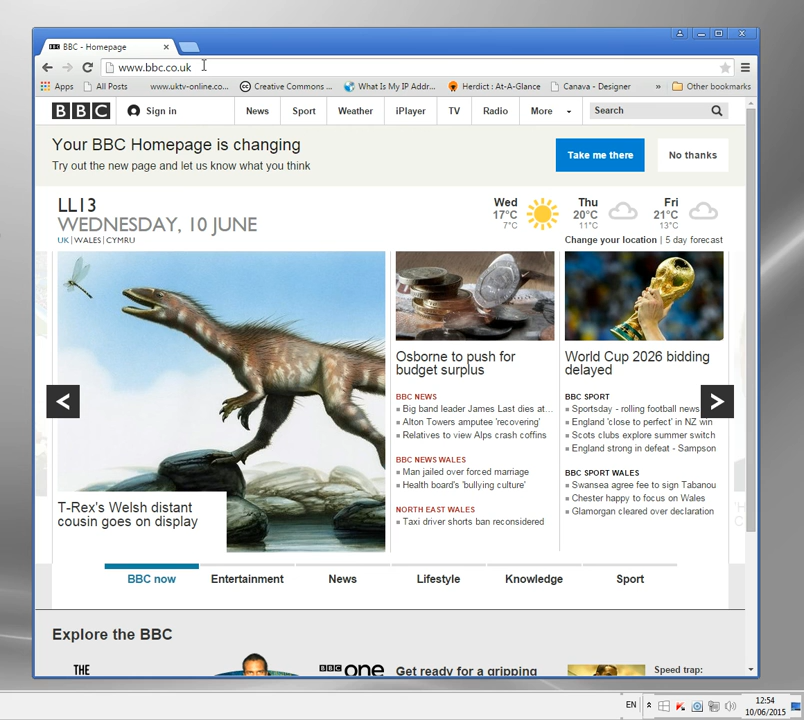 BBC - Homepage
www.bbc.co.uk
Apps All Posts www.uktv-online.co... Creative Commons ... What Is My IP Addr... Herdict : At-A-Glance Canava - Designer » Other bookmarks
BBC Sign in News Sport Weather iPlayer TV Radio More Search
Your BBC Homepage is changing
Try out the new page and let us know what you think
Take me there
No thanks
LL13
WEDNESDAY, 10 JUNE
UK | WALES | CYMRU
Wed
17°C
7°C
Thu
20°C
11°C
Fri
21°C
13°C
Change your location | 5 day forecast
T-Rex's Welsh distant
cousin goes on display
Osborne to push for
budget surplus
BBC NEWS
Big band leader James Last dies at...
Alton Towers amputee 'recovering'
Relatives to view Alps crash coffins
BBC NEWS WALES
Man jailed over forced marriage
Health board's 'bullying culture'
NORTH EAST WALES
Taxi driver shorts ban reconsidered
World Cup 2026 bidding
delayed
BBC SPORT
Sportsday - rolling football news
England 'close to perfect' in NZ win
Scots clubs explore summer switch
England strong in defeat - Sampson
BBC SPORT WALES
Swansea agree fee to sign Tabanou
Chester happy to focus on Wales
Glamorgan cleared over declaration
BBC now Entertainment News Lifestyle Knowledge Sport
Explore the BBC
THE
BBC one
Get ready for a gripping
Speed trap:
EN
12:54
10/06/2015